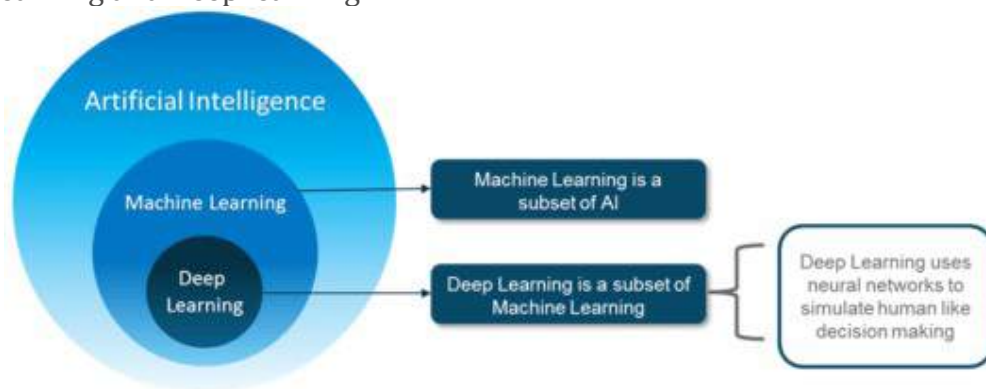 Artificial Intelligence
Machine Learning
Deep
Learning
Machine Learning is a
subset of AI
Deep Learning is a subset of
Machine Learning
Deep Learning uses
neural networks to
simulate human like
decision making